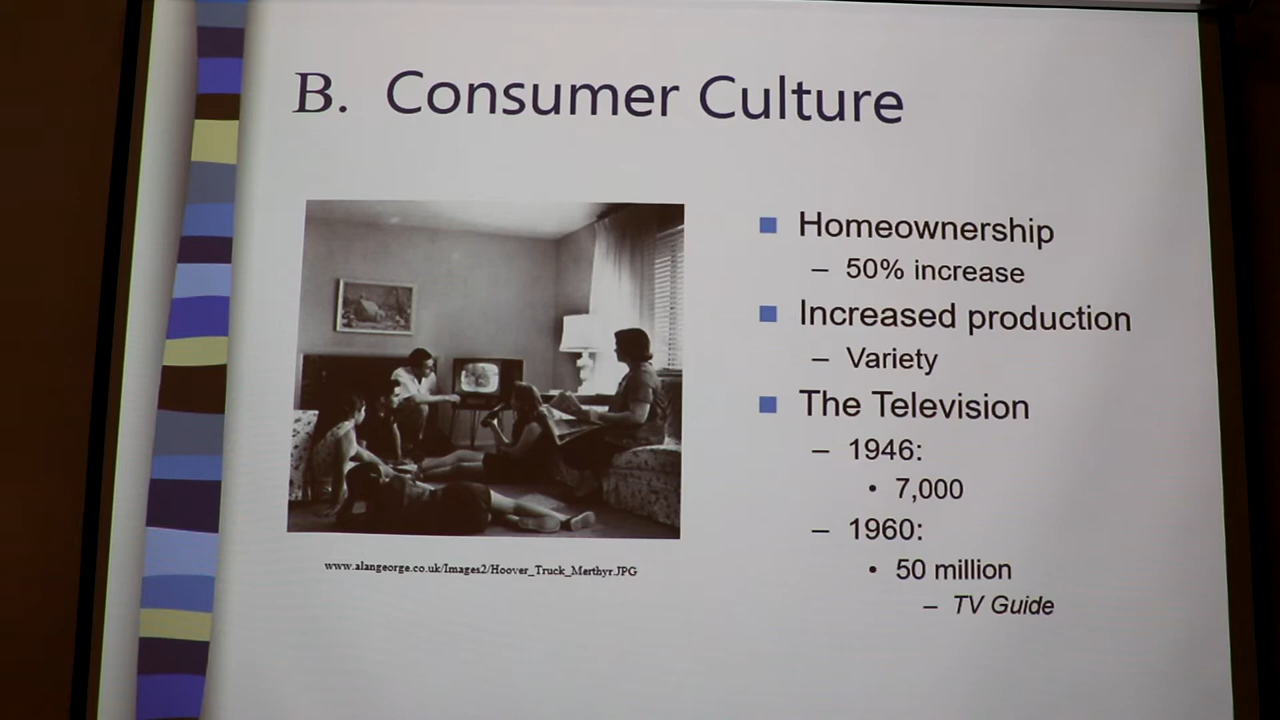 B. Consumer Culture
Homeownership
– 50% increase
Increased production
– Variety
The Television
– 1946:
• 7,000
– 1960:
• 50 million
– TV Guide
www.alangeorge.co.uk/Images2/Hoover_Truck_Merthyr.JPG